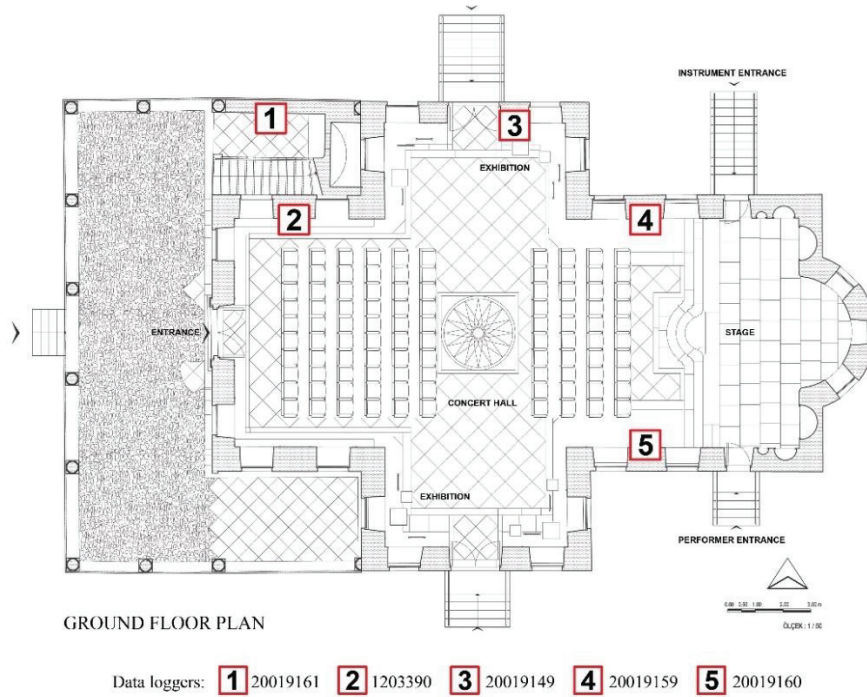 INSTRUMENT ENTRANCE
1
3
EXHIBITION
2
4
ENTRANCE
STAGE
CONCERT HALL
5
EXHIBITION
PERFORMER ENTRANCE
GROUND FLOOR PLAN
ÖLÇEK : 1 / 50
Data loggers: 1 20019161 2 1203390 3 20019149 4 20019159 5 20019160